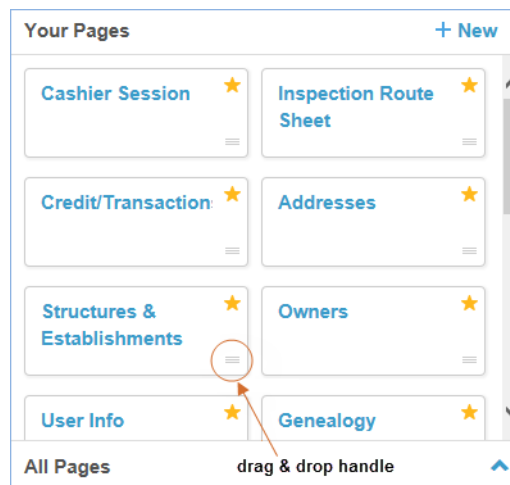 Your Pages + New
Cashier Session
Inspection Route
Sheet
Credit/Transaction
Addresses
Structures &
Establishments
Owners
User Info
Genealogy
All Pages
drag & drop handle